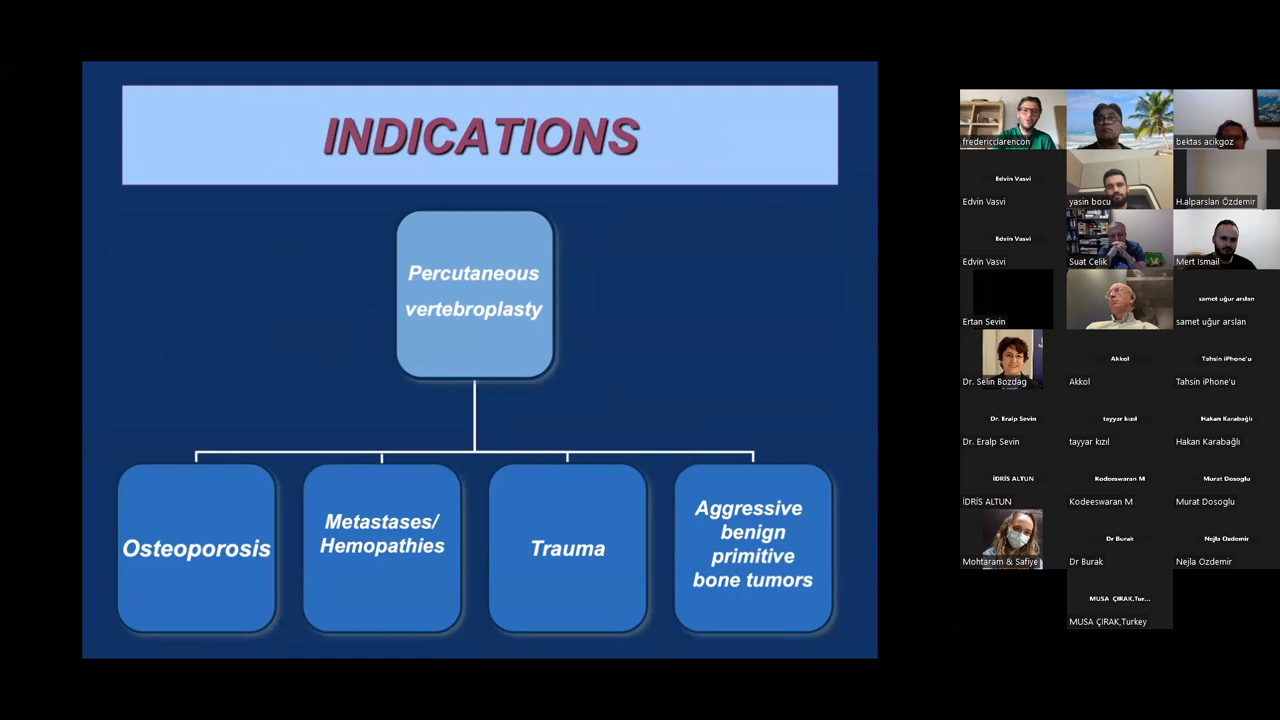 INDICATIONS
Percutaneous
vertebroplasty
Osteoporosis
Metastases/
Hemopathies
Trauma
Aggressive
benign
primitive
bone tumors
fredericclarencon
bektas acikgoz
Edvin Vasvi
Edvin Vasvi
yasin bocu
H.alparslan Özdemir
Edvin Vasvi
Edvin Vasvi
Suat Celik
Mert Ismail
Ertan Sevin
samet uğur arslan
samet uğur arslan
Dr. Selin Bozdag
Akkol
Akkol
Tahsin iPhone'u
Tahsin iPhone'u
Dr. Eralp Sevin
Dr. Eralp Sevin
tayyar kızıl
tayyar kızıl
Hakan Karabağlı
Hakan Karabağlı
İDRİS ALTUN
İDRİS ALTUN
Kodeeswaran M
Kodeeswaran M
Murat Dosoglu
Murat Dosoglu
Mohtaram & Safiye
Dr Burak
Dr Burak
Nejla Ozdemir
Nejla Ozdemir
MUSA ÇIRAK,Tur...
MUSA ÇIRAK,Turkey